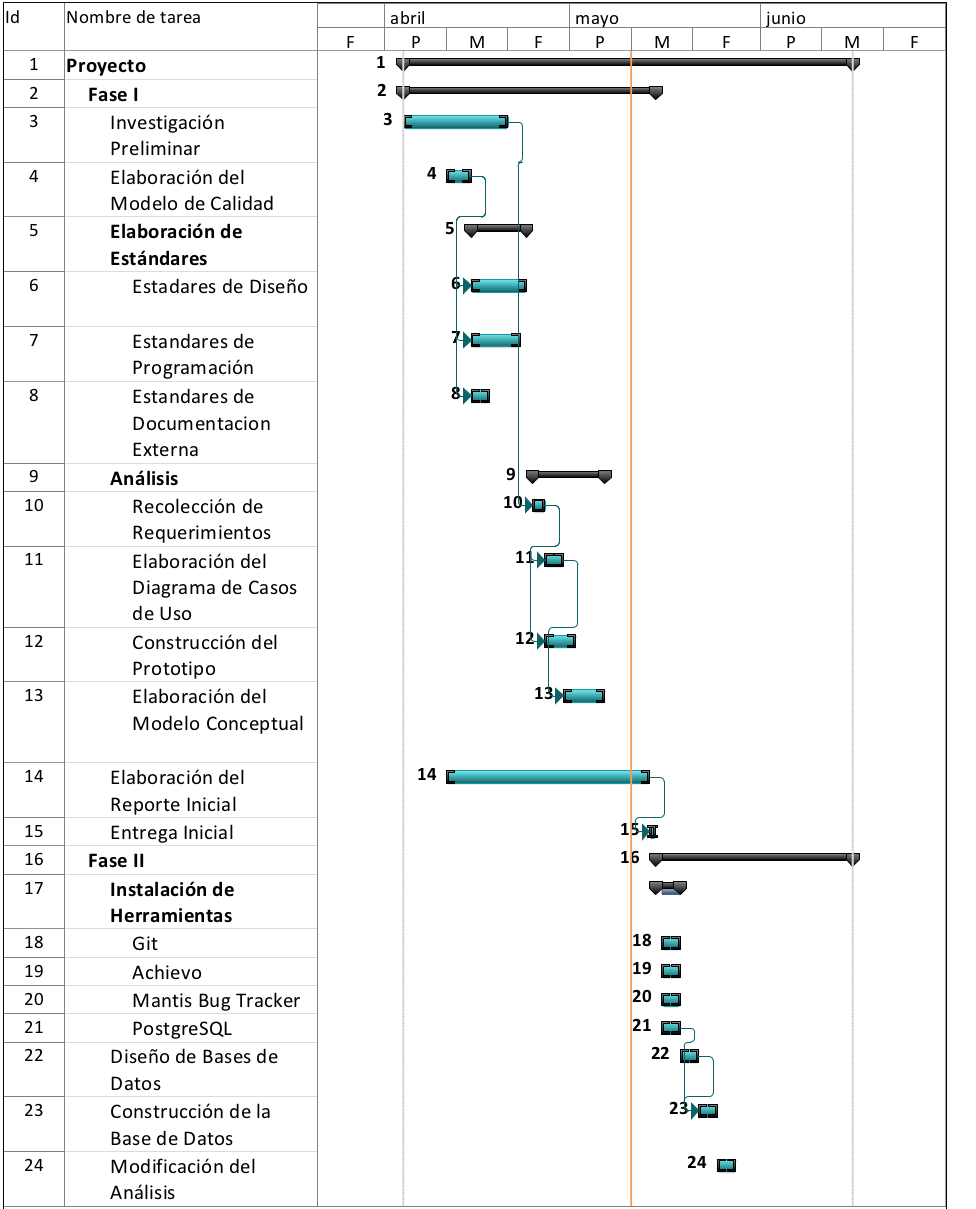 Id Nombre de tarea abril mayo junio
F P M F P M F P M F
1 Proyecto 1
2 Fase I 2
3 Investigación 3
Preliminar
4 Elaboración del 4
Modelo de Calidad
5 Elaboración de 5
Estándares
6 Estadares de Diseño 6
7 Estandares de 7
Programación
8 Estandares de 8
Documentacion
Externa
9 Análisis 9
10 Recolección de 10
Requerimientos
11 Elaboración del 11
Diagrama de Casos
de Uso
12 Construcción del 12
Prototipo
13 Elaboración del 13
Modelo Conceptual
14 Elaboración del 14
Reporte Inicial
15 Entrega Inicial 15
16 Fase II 16
17 Instalación de
Herramientas
18 Git 18
19 Achievo 19
20 Mantis Bug Tracker 20
21 PostgreSQL 21
22 Diseño de Bases de 22
Datos
23 Construcción de la 23
Base de Datos
24 Modificación del 24
Análisis